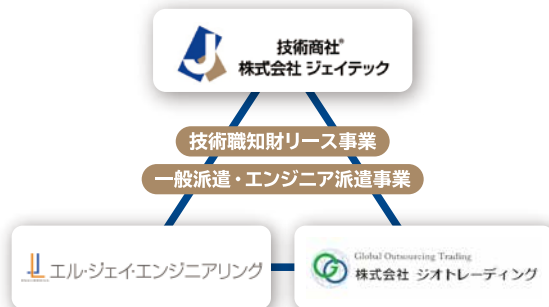 技術商社®
株式会社 ジェイテック
技術職知財リース事業
一般派遣・エンジニア派遣事業
エル・ジェイ・エンジニアリング
Global Outsourcing Trading
株式会社 ジオトレーディング